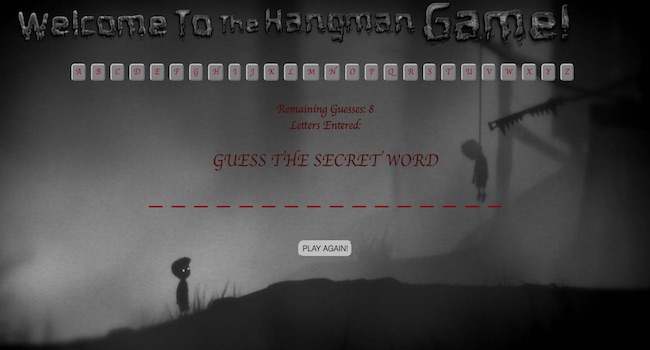 Welcome To The Hangman Game!
A B C D E F G H I J K L M N O P Q R S T U V W X Y Z
Remaining Guesses: 8
Letters Entered:
GUESS THE SECRET WORD
_ _ _ _ _ _ _ _ _ _ _ _ _ _ _ _
PLAY AGAIN!